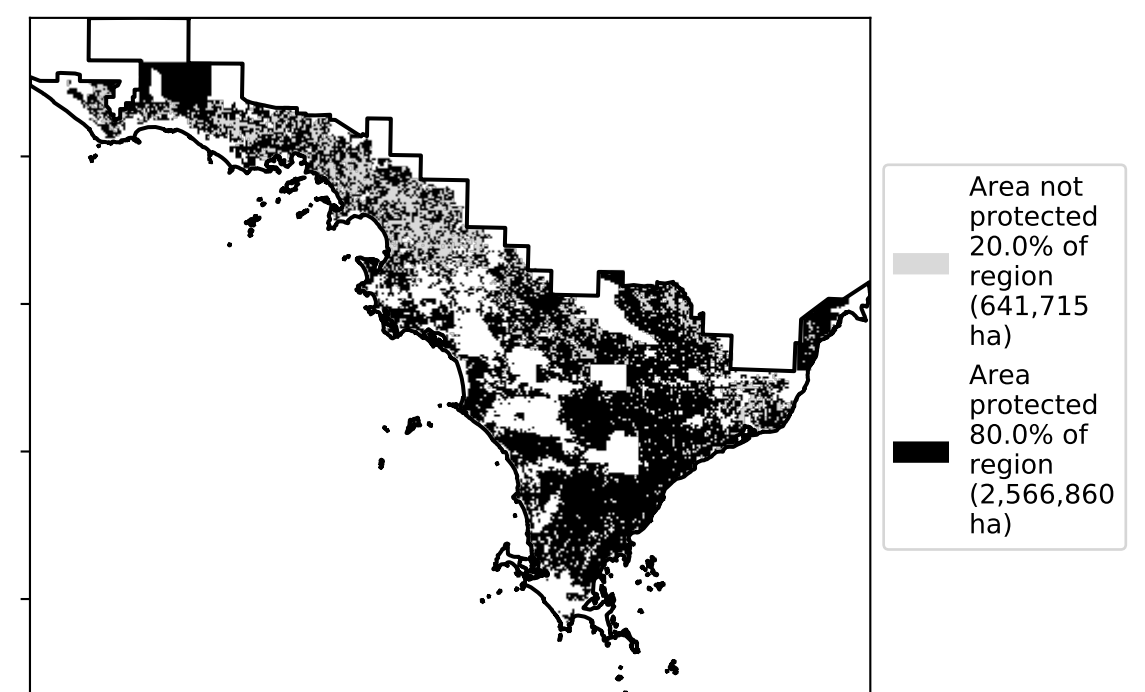 Area not
protected
20.0% of
region
(641,715
ha)
Area
protected
80.0% of
region
(2,566,860
ha)